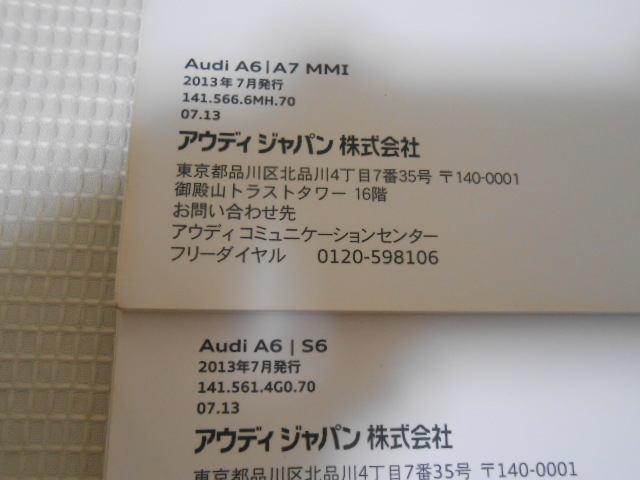 Audi A6|A7 MMI
2013年7月発行
141.566.6MH.70
07.13
アウディ ジャパン 株式会社
東京都品川区北品川4丁目7番35号 〒140-0001
御殿山トラストタワー 16階
お問い合わせ先
アウディ コミュニケーションセンター
フリーダイヤル 0120-598106
Audi A6 | S6
2013年7月発行
141.561.4G0.70
07.13
アウディ ジャパン 株式会社
東京都品川区北品川4丁目7番35号 〒140-0001